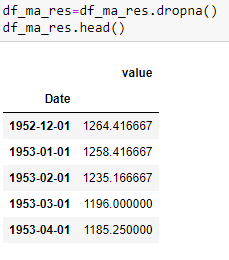 df_ma_res=df_ma_res.dropna()
df_ma_res.head()
value
Date
1952-12-01 1264.416667
1953-01-01 1258.416667
1953-02-01 1235.166667
1953-03-01 1196.000000
1953-04-01 1185.250000